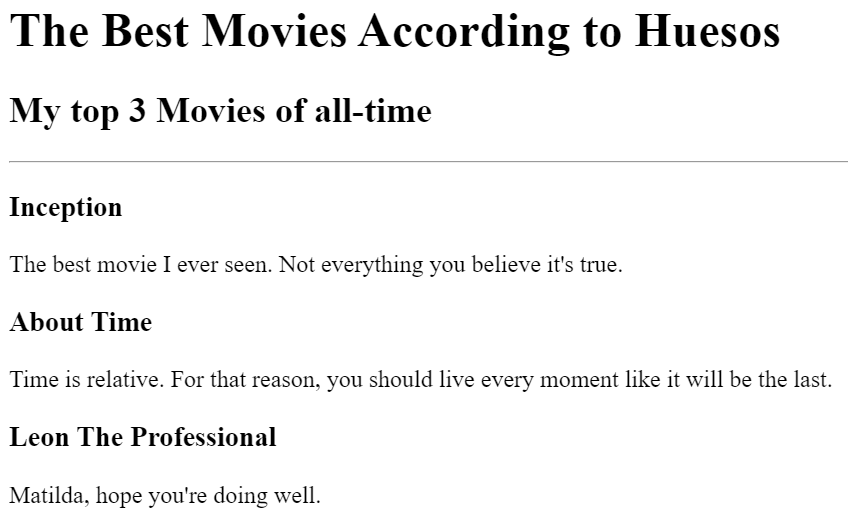 The Best Movies According to Huesos
My top 3 Movies of all-time
Inception
The best movie I ever seen. Not everything you believe it's true.
About Time
Time is relative. For that reason, you should live every moment like it will be the last.
Leon The Professional
Matilda, hope you're doing well.